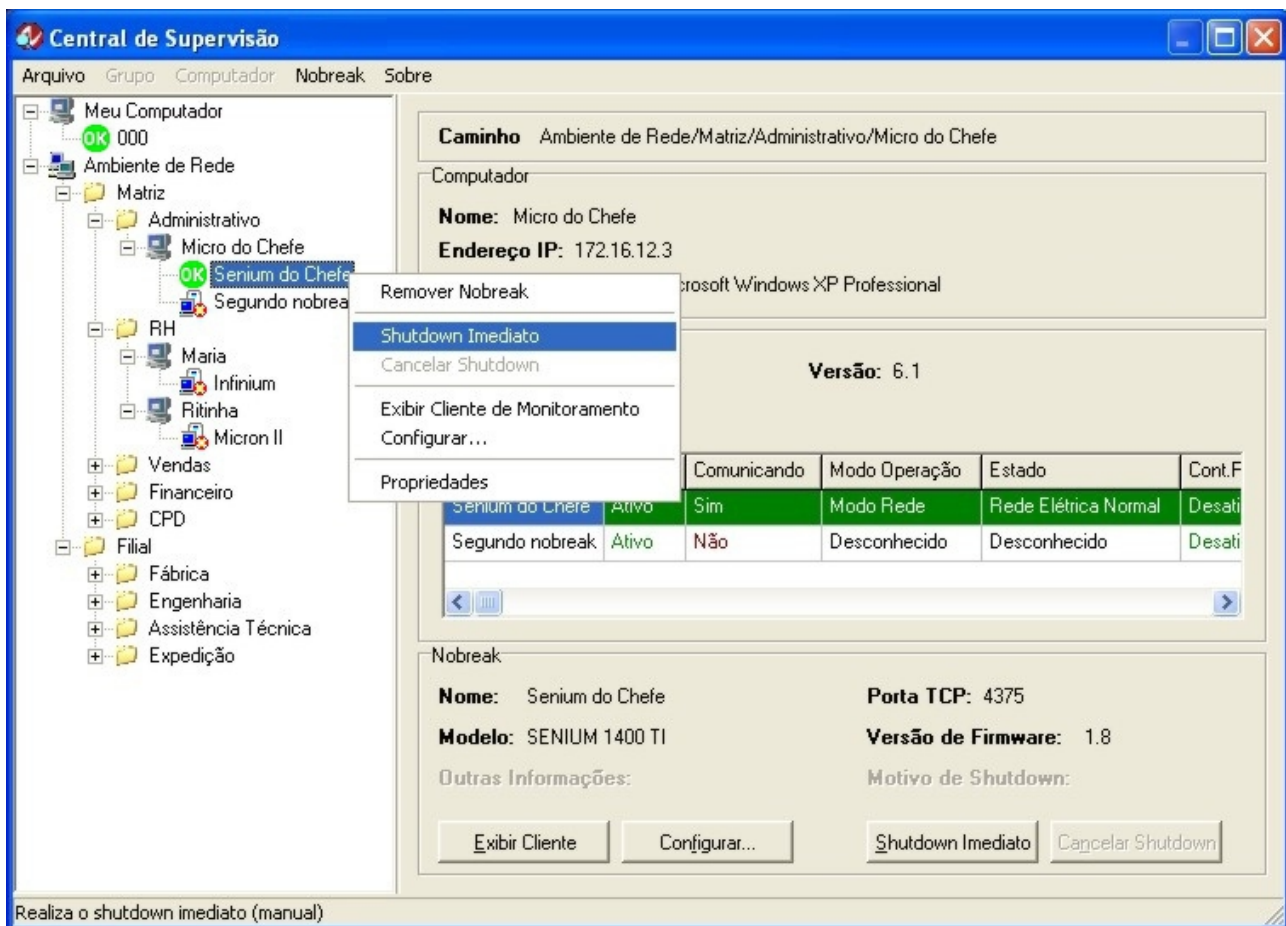 Central de Supervisão
Arquivo Grupo Computador Nobreak Sobre
Meu Computador
OK 000
Ambiente de Rede
Matriz
Administrativo
Micro do Chefe
OK Senium do Chefe
Segundo nobrea
RH
Maria
Infinium
Ritinha
Micron II
Vendas
Financeiro
CPD
Filial
Fábrica
Engenharia
Assistência Técnica
Expedição
Remover Nobreak
Shutdown Imediato
Cancelar Shutdown
Exibir Cliente de Monitoramento
Configurar...
Propriedades
Caminho Ambiente de Rede/Matriz/Administrativo/Micro do Chefe
Computador
Nome: Micro do Chefe
Endereço IP: 172.16.12.3
crosoft Windows XP Professional
Versão: 6.1
Comunicando Modo Operação Estado Cont.F
Senium do Chefe Ativo Sim Modo Rede Rede Elétrica Normal Desati
Segundo nobreak Ativo Não Desconhecido Desconhecido Desati
Nobreak
Nome: Senium do Chefe Porta TCP: 4375
Modelo: SENIUM 1400 TI Versão de Firmware: 1.8
Outras Informações: Motivo de Shutdown:
Exibir Cliente Configurar... Shutdown Imediato Cancelar Shutdown
Realiza o shutdown imediato (manual)